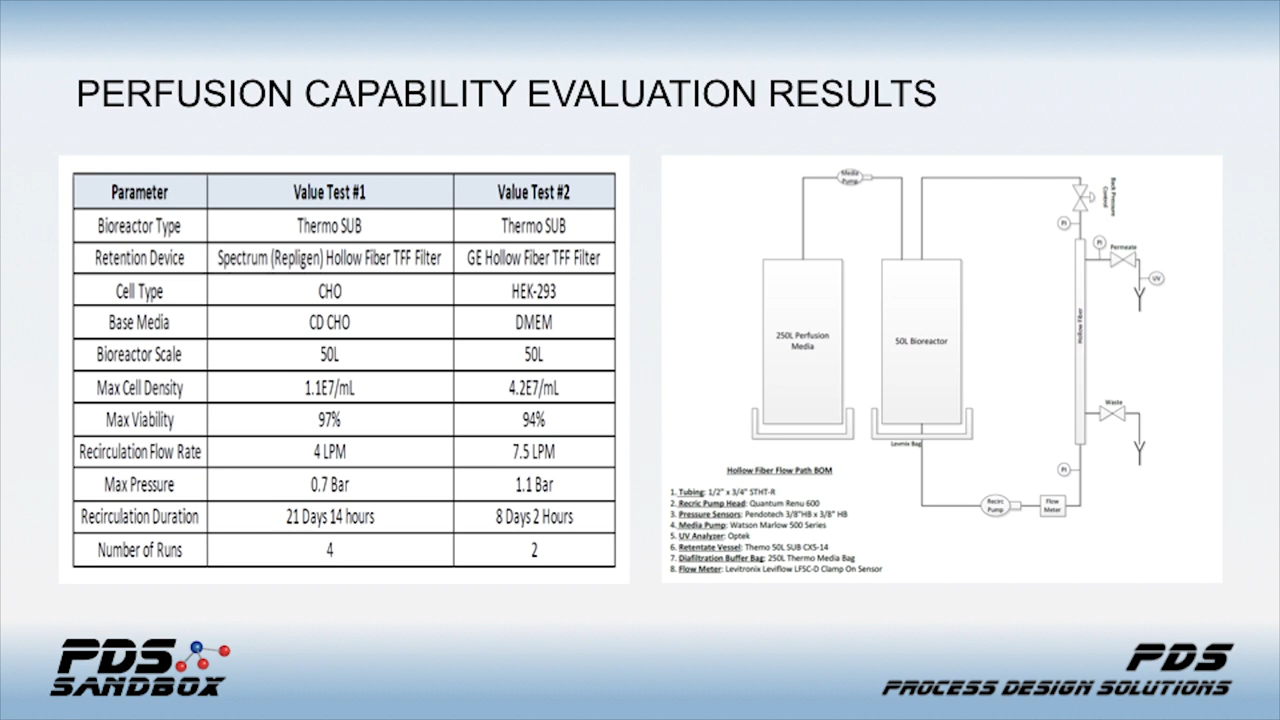 PERFUSION CAPABILITY EVALUATION RESULTS
Parameter Value Test #1 Value Test #2
Bioreactor Type Thermo SUB Thermo SUB
Retention Device Spectrum (Repligen) Hollow Fiber TFF Filter GE Hollow Fiber TFF Filter
Cell Type CHO HEK-293
Base Media CD CHO DMEM
Bioreactor Scale 50L 50L
Max Cell Density 1.1E7/mL 4.2E7/mL
Max Viability 97% 94%
Recirculation Flow Rate 4 LPM 7.5 LPM
Max Pressure 0.7 Bar 1.1 Bar
Recirculation Duration 21 Days 14 hours 8 Days 2 Hours
Number of Runs 4 2
Media
Pump
Back Pressure
Control
PI
PI
Permeate
UV
250L Perfusion
Media
50L Bioreactor
Hollow Fiber
Waste
Levmix Bag
PI
Recirc
Pump
Flow
Meter
Hollow Fiber Flow Path BOM
1. Tubing: 1/2" x 3/4" STHT-R
2. Recric Pump Head: Quantum Renu 600
3. Pressure Sensors: Pendotech 3/8"HB x 3/8" HB
4. Media Pump: Watson Marlow 500 Series
5. UV Analyzer: Optek
6. Retentate Vessel: Themo 50L SUB CX5-14
7. Diafiltration Buffer Bag: 250L Thermo Media Bag
8. Flow Meter: Levitronix Leviflow LFSC-D Clamp On Sensor
PDS
SANDBOX
PDS
PROCESS DESIGN SOLUTIONS